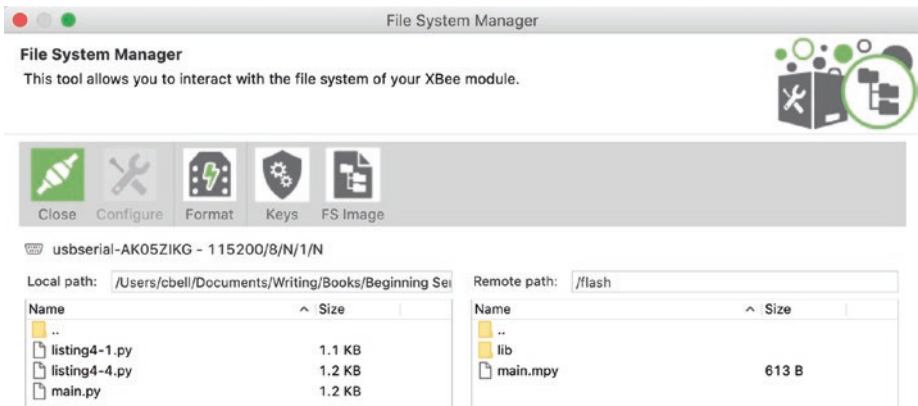 File System Manager
File System Manager
This tool allows you to interact with the file system of your XBee module.
Close Configure Format Keys FS Image
usbserial-AK05ZIKG - 115200/8/N/1/N
Local path: /Users/cbell/Documents/Writing/Books/Beginning Remote path: /flash
Name Size Name Size
.. ..
listing4-1.py 1.1 KB lib
listing4-4.py 1.2 KB main.mpy 613 B
main.py 1.2 KB